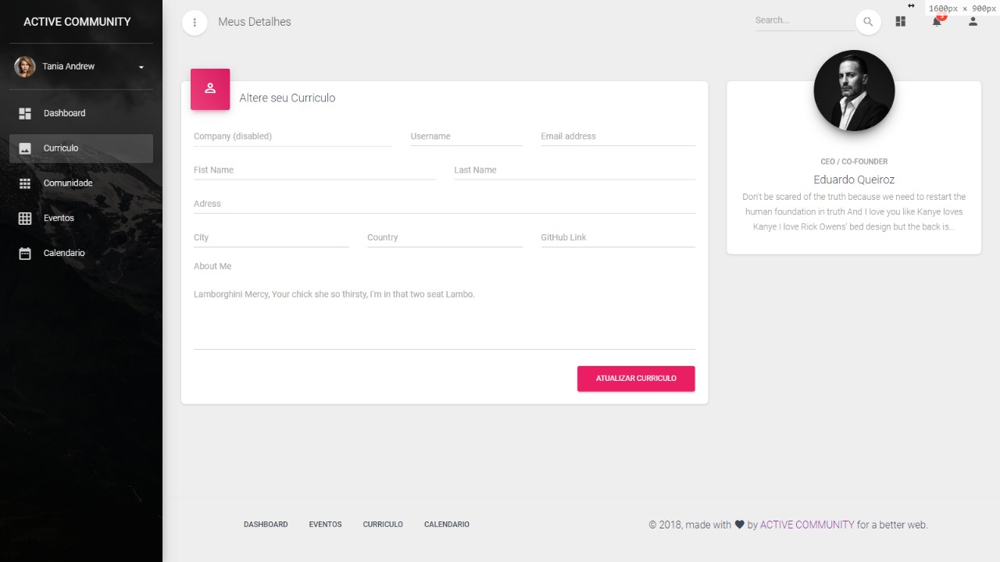 ACTIVE COMMUNITY
Tania Andrew
Dashboard
Curriculo
Comunidade
Eventos
Calendario
Meus Detalhes
Search...
5
1600px x 900px
Altere seu Curriculo
Company (disabled)
Username
Email address
Fist Name
Last Name
Adress
City
Country
GitHub Link
About Me
Lamborghini Mercy, Your chick she so thirsty, I'm in that two seat Lambo.
ATUALIZAR CURRICULO
CEO / CO-FOUNDER
Eduardo Queiroz
Don't be scared of the truth because we need to restart the
human foundation in truth And I love you like Kanye loves
Kanye I love Rick Owens' bed design but the back is...
DASHBOARD
EVENTOS
CURRICULO
CALENDARIO
© 2018, made with ♥ by ACTIVE COMMUNITY for a better web.